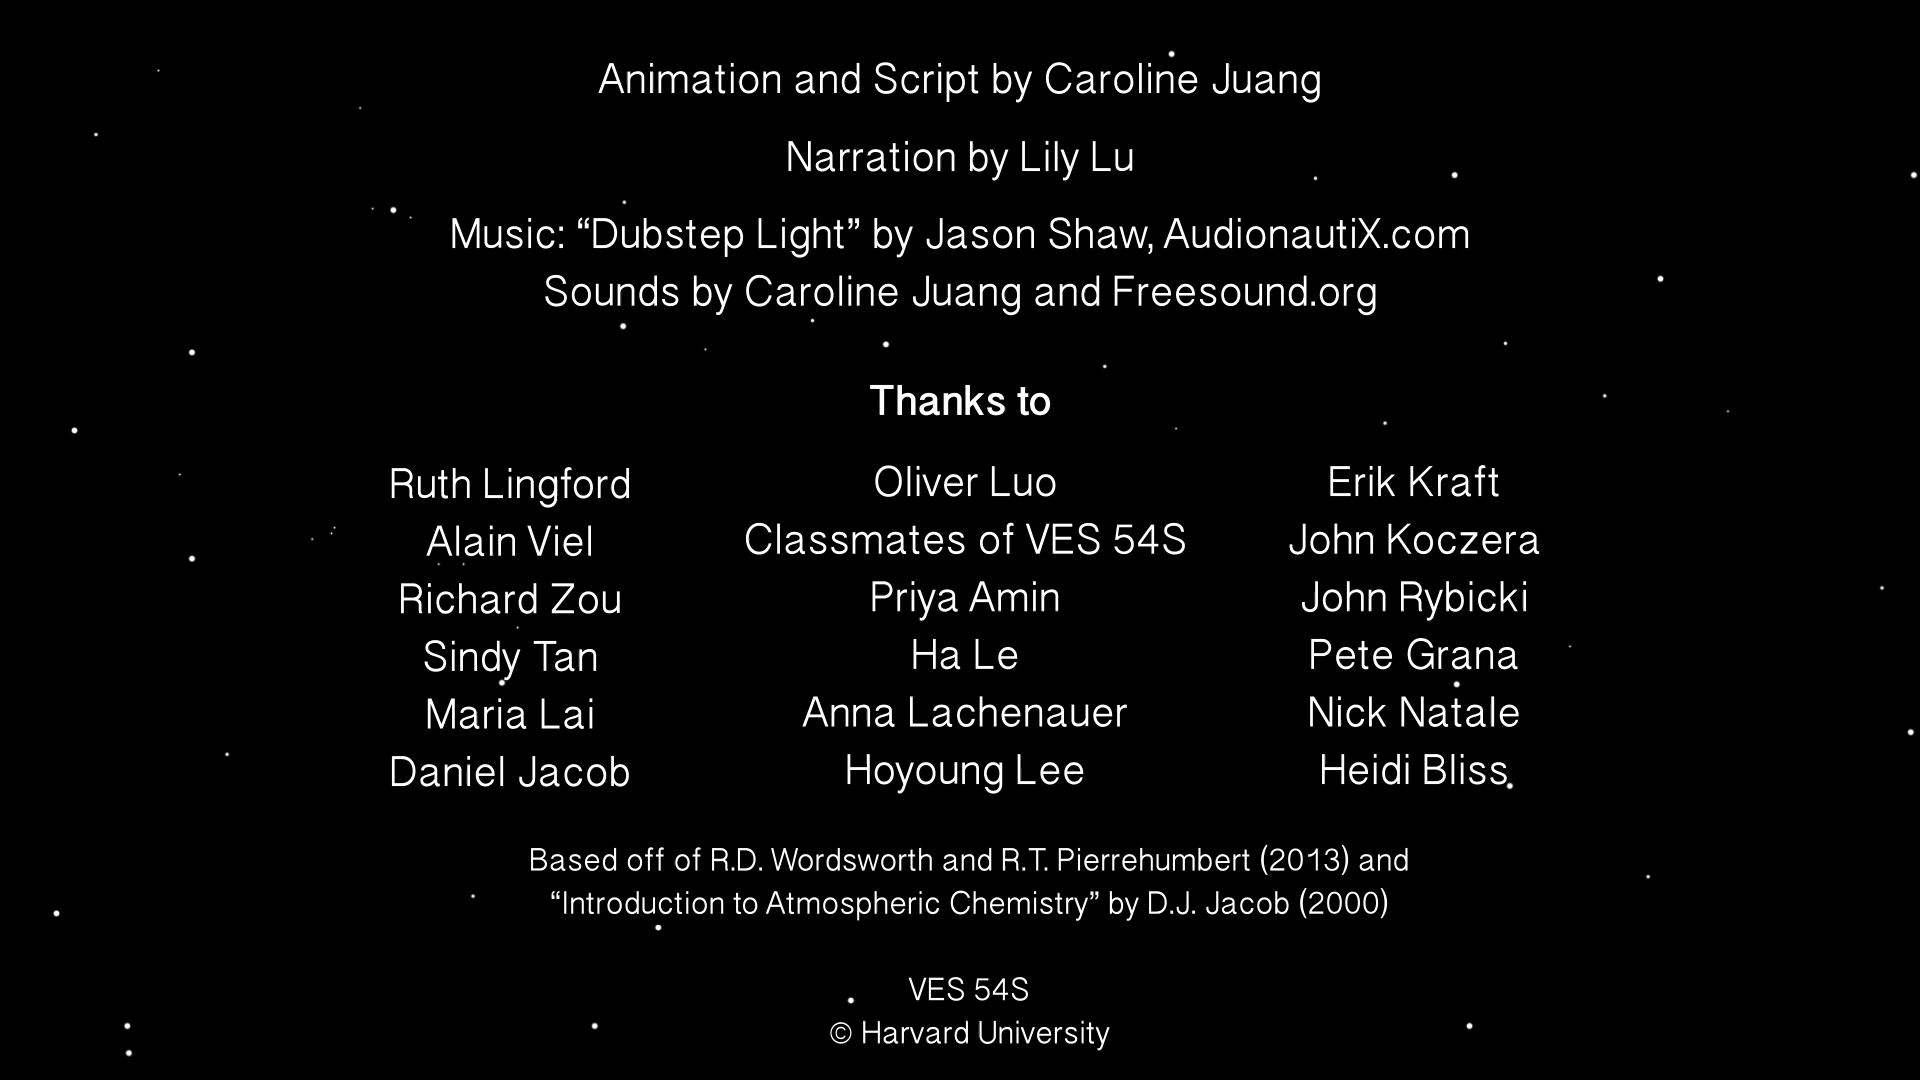 Animation and Script by Caroline Juang
Narration by Lily Lu
Music: “Dubstep Light” by Jason Shaw, AudionautiX.com
Sounds by Caroline Juang and Freesound.org
Thanks to
Ruth Lingford
Alain Viel
Richard Zou
Sindy Tan
Maria Lai
Daniel Jacob
Oliver Luo
Classmates of VES 54S
Priya Amin
Ha Le
Anna Lachenauer
Hoyoung Lee
Erik Kraft
John Koczera
John Rybicki
Pete Grana
Nick Natale
Heidi Bliss
Based off of R.D. Wordsworth and R.T. Pierrehumbert (2013) and
“Introduction to Atmospheric Chemistry” by D.J. Jacob (2000)
VES 54S
© Harvard University